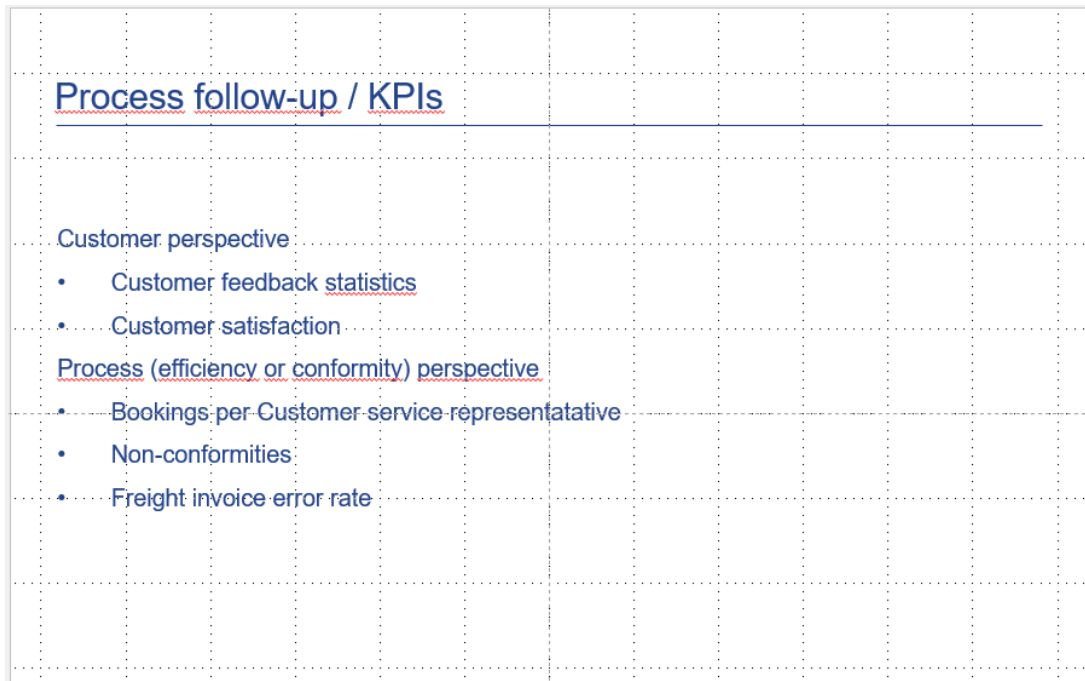 Process follow-up / KPIs
Customer perspective
• Customer feedback statistics
• Customer satisfaction
Process (efficiency or conformity) perspective
• Bookings per Customer service representatative
• Non-conformities
• Freight invoice error rate